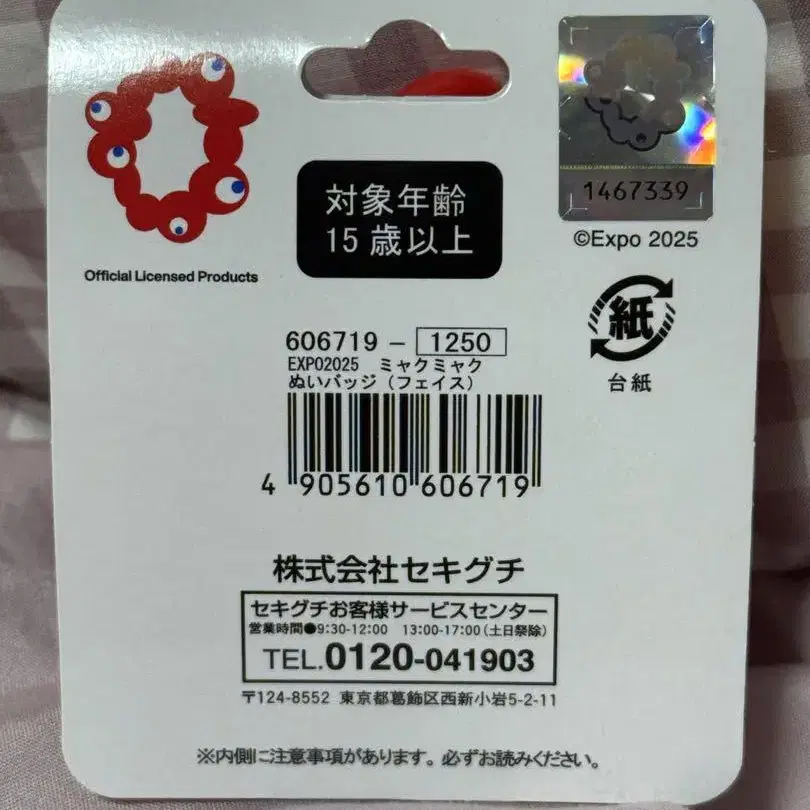 Official Licensed Products
対象年齢
15歳以上
1467339
©Expo 2025
紙
台紙
606719 - 1250
EXPO2025 ミャクミャク
ぬいバッジ（フェイス）
4 905610 606719
株式会社セキグチ
セキグチお客様サービスセンター
営業時間●9:30-12:00 13:00-17:00（土日祭除）
TEL.0120-041903
〒124-8552 東京都葛飾区西新小岩5-2-11
※内側に注意事項があります。必ずお読みください。